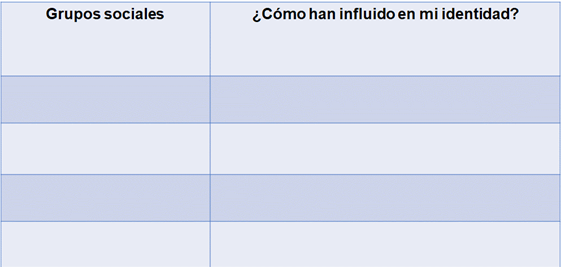 Grupos sociales
¿Cómo han influido en mi identidad?